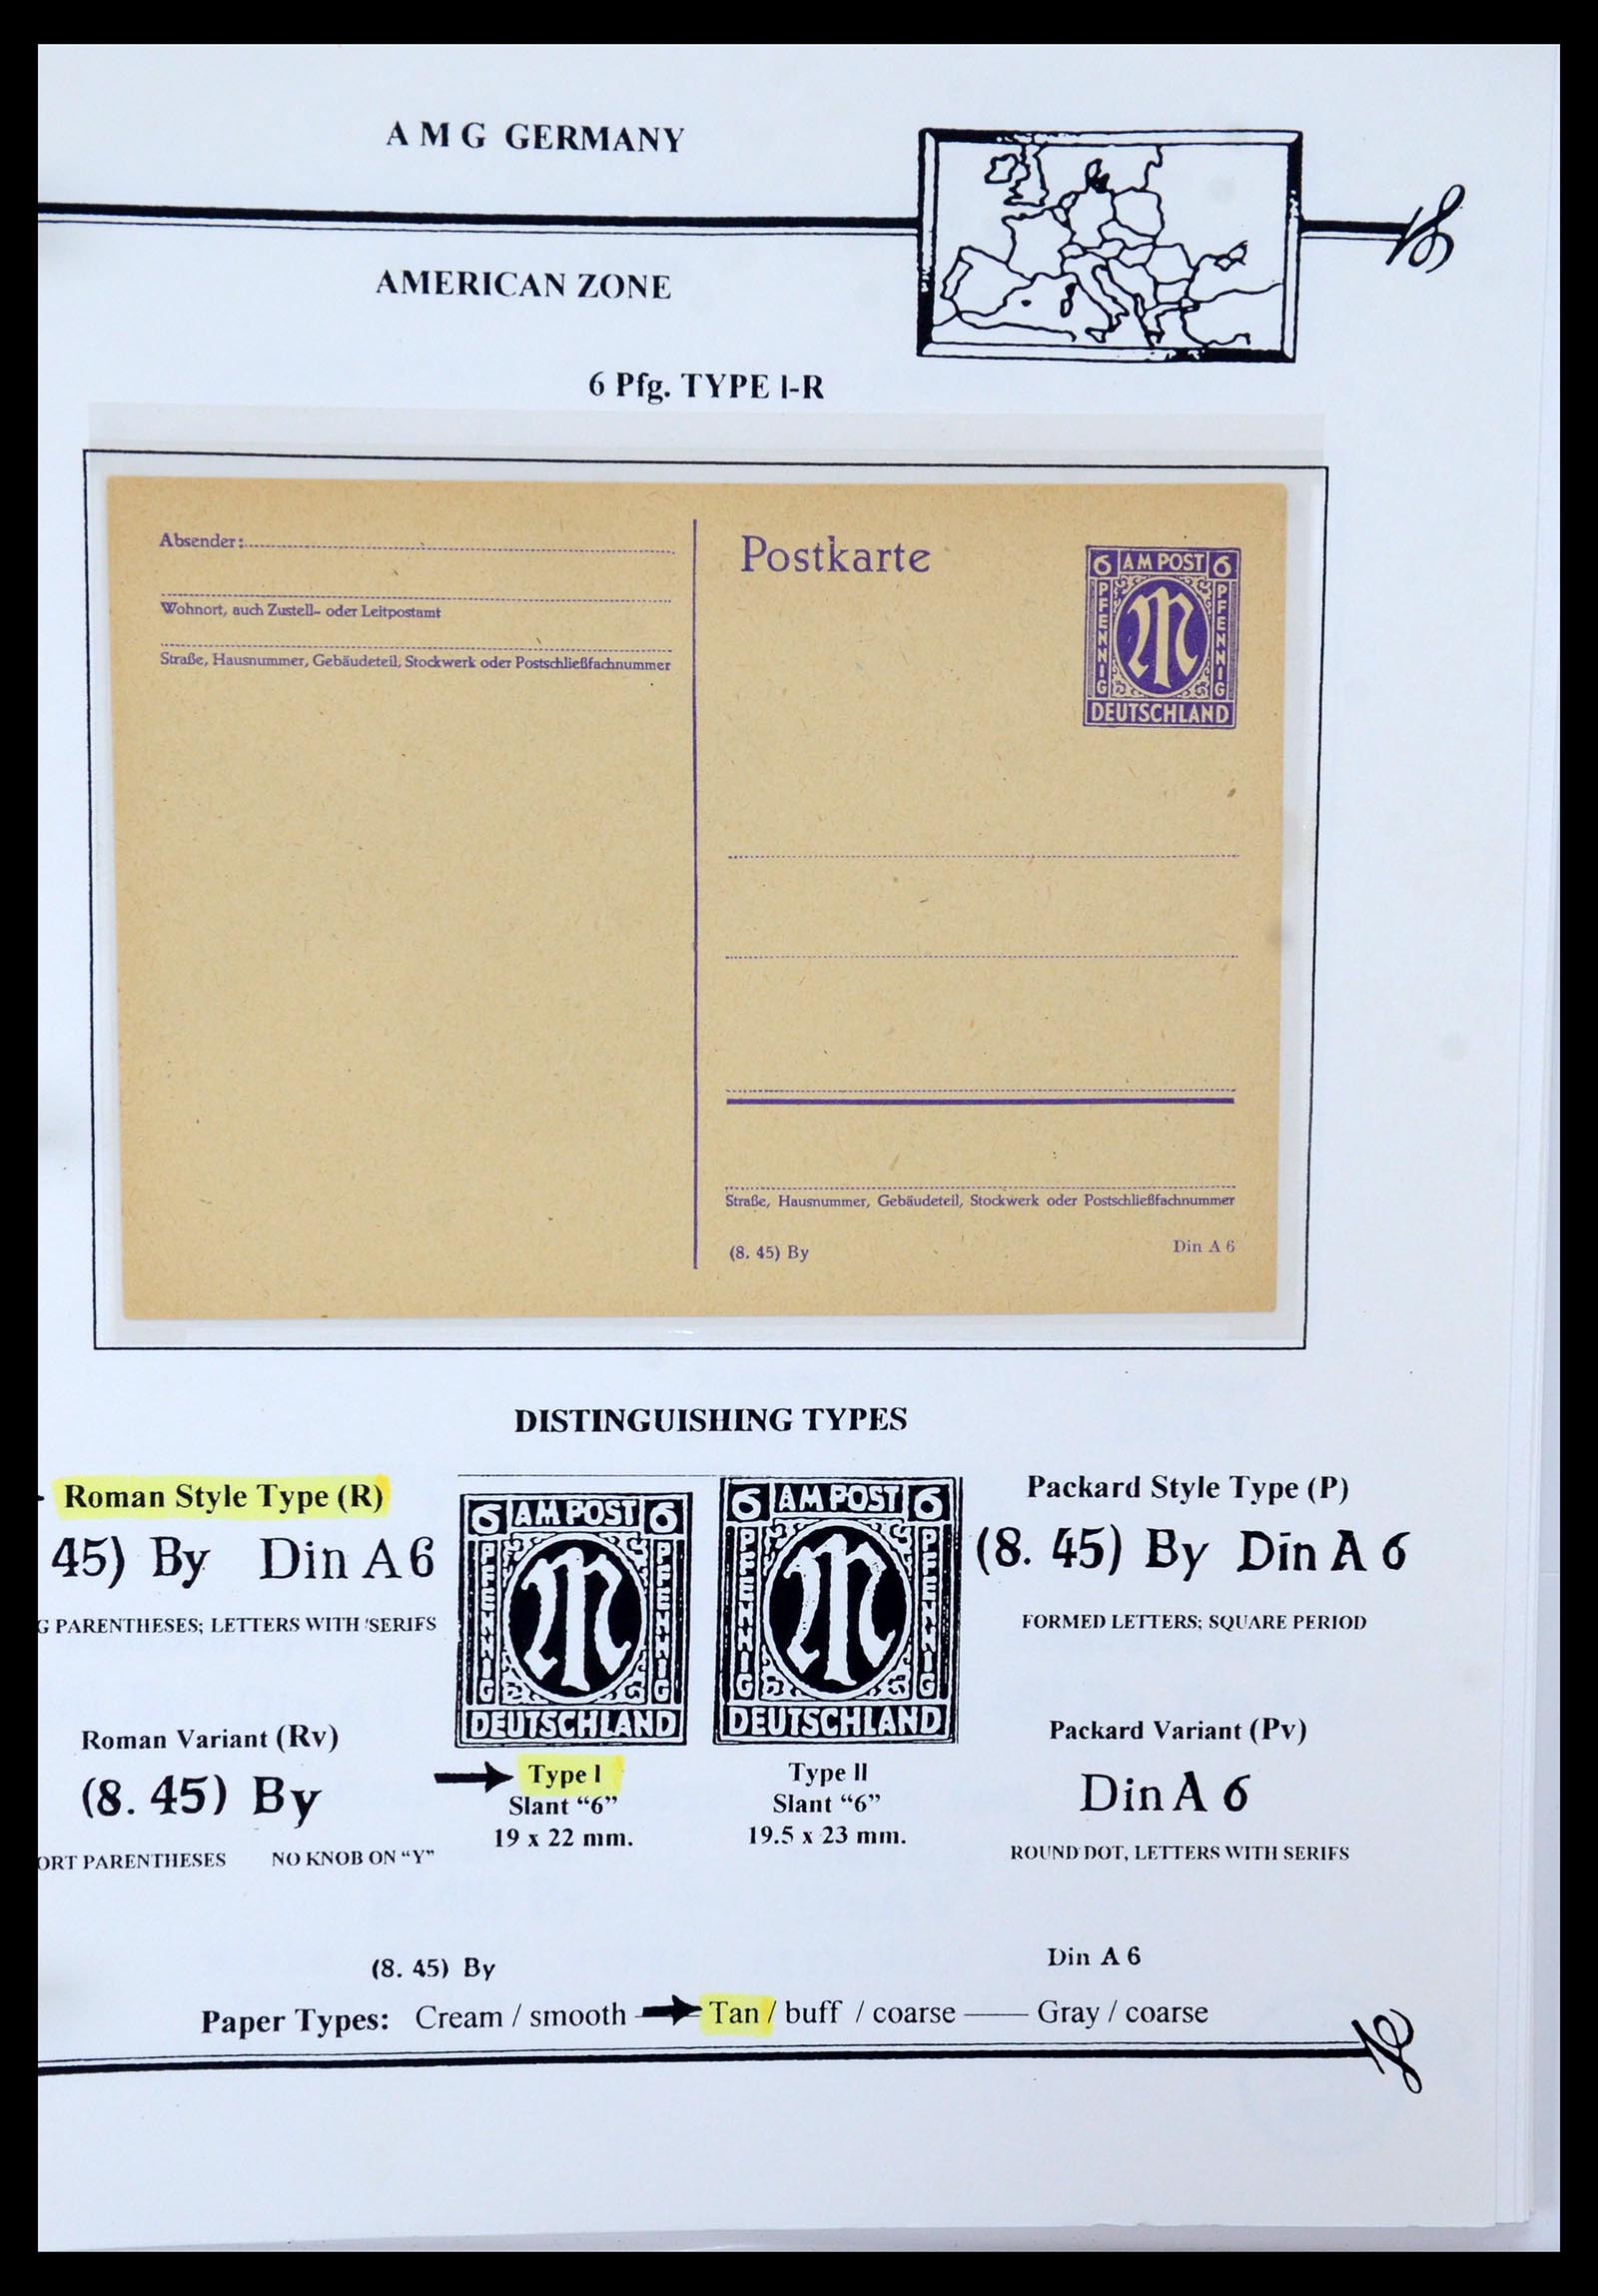 A M G GERMANY
AMERICAN ZONE
6 Pfg. TYPE I-R
Absender:
Wohnort, auch Zustell- oder Leitpostamt
Straße, Hausnummer, Gebäudeteil, Stockwerk oder Postschließfachnummer
Postkarte
6 AM POST 6
PFENNIG
PFENNIG
DEUTSCHLAND
Straße, Hausnummer, Gebäudeteil, Stockwerk oder Postschließfachnummer
(8. 45) By
Din A 6
DISTINGUISHING TYPES
Roman Style Type (R)
45) By Din A 6
G PARENTHESES; LETTERS WITH SERIFS
Roman Variant (Rv)
(8. 45) By
ORT PARENTHESES NO KNOB ON “Y”
6 AM POST 6
PFENNIG
PFENNIG
DEUTSCHLAND
Type I
Slant “6”
19 x 22 mm.
6 AM POST 6
PFENNIG
PFENNIG
DEUTSCHLAND
Type II
Slant “6”
19.5 x 23 mm.
Packard Style Type (P)
(8. 45) By Din A 6
FORMED LETTERS; SQUARE PERIOD
Packard Variant (Pv)
Din A 6
ROUND DOT, LETTERS WITH SERIFS
(8. 45) By
Din A 6
Paper Types: Cream / smooth Tan / buff / coarse Gray / coarse